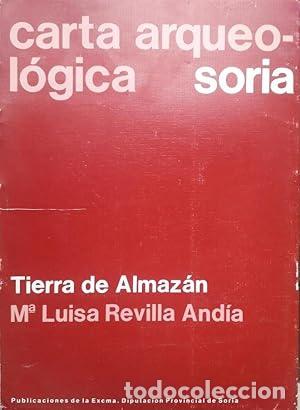 carta arqueo-
lógica soria
Tierra de Almazán
Mª Luisa Revilla Andía
Publicaciones de la Excma. Diputación Provincial de Soria
todocoleccion